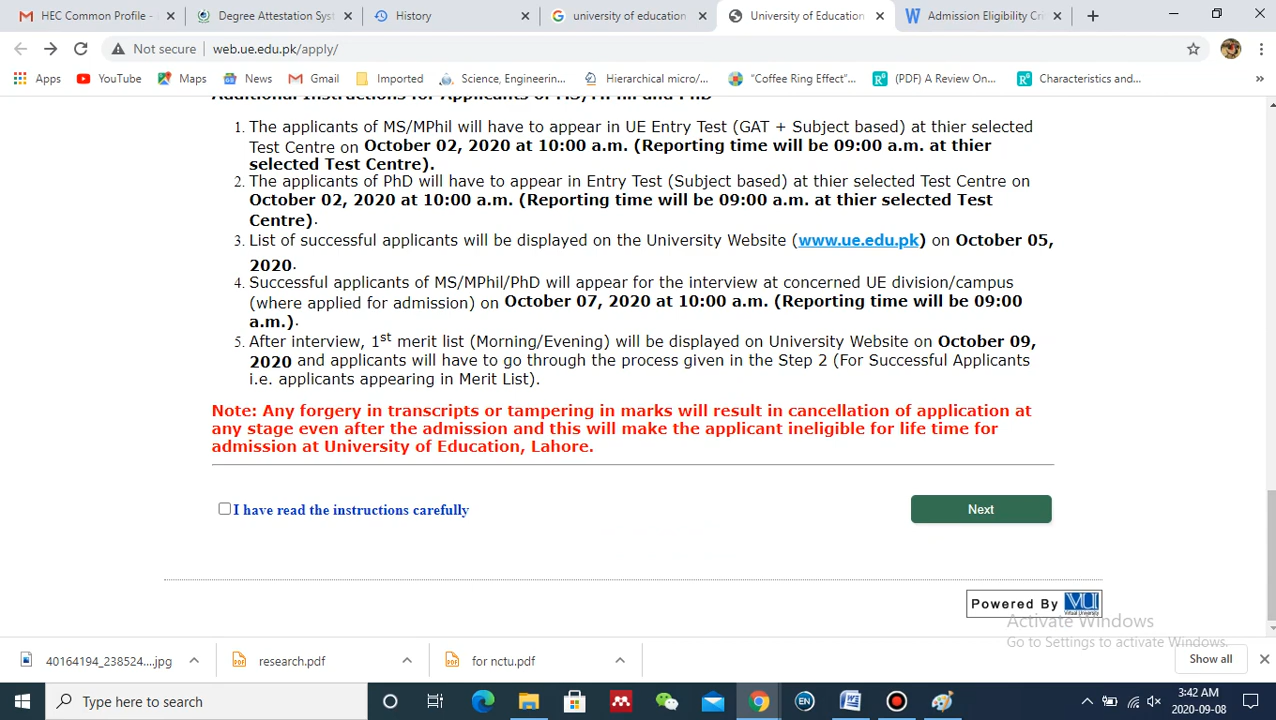 HEC Common Profile -
Degree Attestation Sys
History
university of education
University of Education
Admission Eligibility Cri
Not secure | web.ue.edu.pk/apply/
Apps
YouTube
Maps
News
Gmail
Imported
Science, Engineerin...
Hierarchical micro/...
"Coffee Ring Effect"...
(PDF) A Review On...
Characteristics and...
»
Additional Instructions for Applicants of MS/MPhil and PhD
1. The applicants of MS/MPhil will have to appear in UE Entry Test (GAT + Subject based) at thier selected
Test Centre on October 02, 2020 at 10:00 a.m. (Reporting time will be 09:00 a.m. at thier
selected Test Centre).
2. The applicants of PhD will have to appear in Entry Test (Subject based) at thier selected Test Centre on
October 02, 2020 at 10:00 a.m. (Reporting time will be 09:00 a.m. at thier selected Test
Centre).
3. List of successful applicants will be displayed on the University Website (www.ue.edu.pk) on October 05,
2020.
4. Successful applicants of MS/MPhil/PhD will appear for the interview at concerned UE division/campus
(where applied for admission) on October 07, 2020 at 10:00 a.m. (Reporting time will be 09:00
a.m.).
5. After interview, 1st merit list (Morning/Evening) will be displayed on University Website on October 09,
2020 and applicants will have to go through the process given in the Step 2 (For Successful Applicants
i.e. applicants appearing in Merit List).
Note: Any forgery in transcripts or tampering in marks will result in cancellation of application at
any stage even after the admission and this will make the applicant ineligible for life time for
admission at University of Education, Lahore.
I have read the instructions carefully
Next
Powered By VU
Virtual University
Activate Windows
Go to Settings to activate Windows.
40164194_238524....jpg
research.pdf
for nctu.pdf
Show all
Type here to search
EN
3:42 AM
2020-09-08